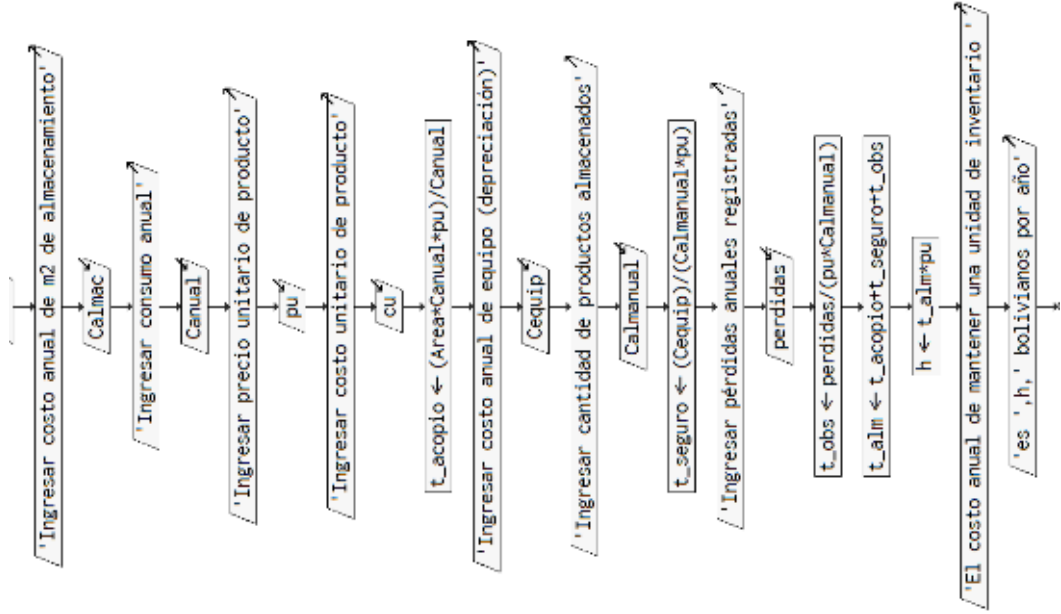 'Ingresar costo anual de m2 de almacenamiento'
Calmac
'Ingresar consumo anual'
Canual
'Ingresar precio unitario de producto'
pu
'Ingresar costo unitario de producto'
cu
t_acopio ← (Area*Canual*pu)/Canual
'Ingresar costo anual de equipo (depreciación)'
Cequip
'Ingresar cantidad de productos almacenados'
Calmanual
t_seguro ← (Cequip)/(Calmanual*pu)
'Ingresar pérdidas anuales registradas'
perdidas
t_obs ← perdidas/(pu*Calmanual)
t_alm ← t_acopio+t_seguro+t_obs
h ← t_alm*pu
'El costo anual de mantener una unidad de inventario '
'es ',h,' bolivianos por año'